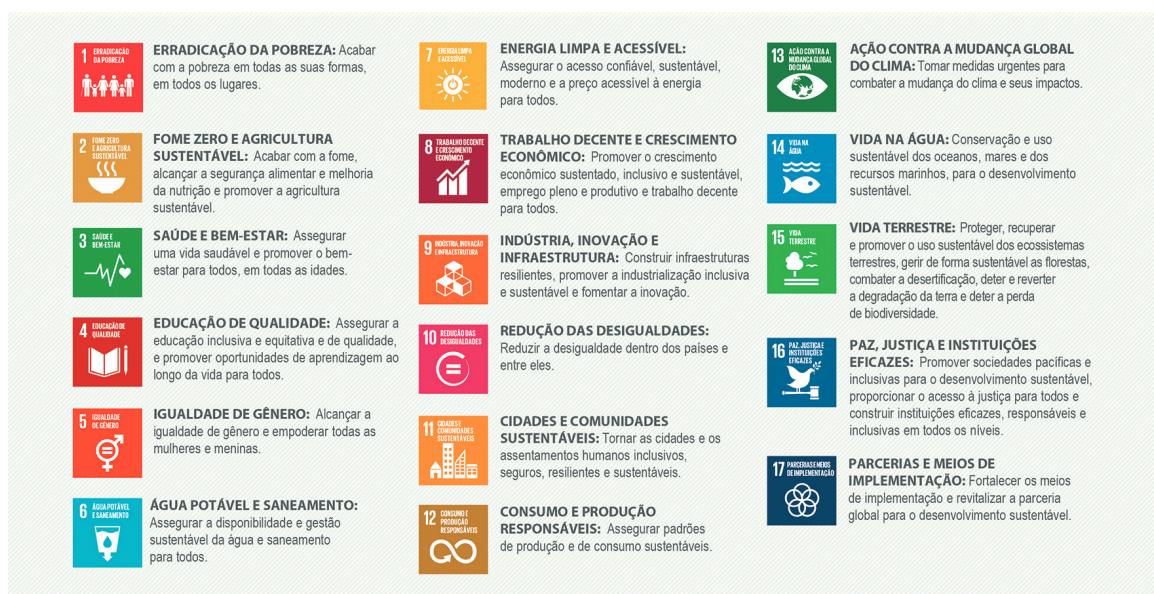 1 ERRADICAÇÃO
DA POBREZA
ERRADICAÇÃO DA POBREZA: Acabar
com a pobreza em todas as suas formas,
em todos os lugares.
2 FOME ZERO
E AGRICULTURA
SUSTENTÁVEL
FOME ZERO E AGRICULTURA
SUSTENTÁVEL: Acabar com a fome,
alcançar a segurança alimentar e melhoria
da nutrição e promover a agricultura
sustentável.
3 SAÚDE E
BEM-ESTAR
SAÚDE E BEM-ESTAR: Assegurar
uma vida saudável e promover o bem-
estar para todos, em todas as idades.
4 EDUCAÇÃO DE
QUALIDADE
EDUCAÇÃO DE QUALIDADE: Assegurar a
educação inclusiva e equitativa e de qualidade,
e promover oportunidades de aprendizagem ao
longo da vida para todos.
5 IGUALDADE
DE GÊNERO
IGUALDADE DE GÊNERO: Alcançar a
igualdade de gênero e empoderar todas as
mulheres e meninas.
6 ÁGUA POTÁVEL
E SANEAMENTO
ÁGUA POTÁVEL E SANEAMENTO:
Assegurar a disponibilidade e gestão
sustentável da água e saneamento
para todos.
7 ENERGIA LIMPA
E ACESSÍVEL
ENERGIA LIMPA E ACESSÍVEL:
Assegurar o acesso confiável, sustentável,
moderno e a preço acessível à energia
para todos.
8 TRABALHO DECENTE
E CRESCIMENTO
ECONÔMICO
TRABALHO DECENTE E CRESCIMENTO
ECONÔMICO: Promover o crescimento
econômico sustentado, inclusivo e sustentável,
emprego pleno e produtivo e trabalho decente
para todos.
9 INDÚSTRIA, INOVAÇÃO
E INFRAESTRUTURA
INDÚSTRIA, INOVAÇÃO E
INFRAESTRUTURA: Construir infraestruturas
resilientes, promover a industrialização inclusiva
e sustentável e fomentar a inovação.
10 REDUÇÃO DAS
DESIGUALDADES
REDUÇÃO DAS DESIGUALDADES:
Reduzir a desigualdade dentro dos países e
entre eles.
11 CIDADES E
COMUNIDADES
SUSTENTÁVEIS
CIDADES E COMUNIDADES
SUSTENTÁVEIS: Tornar as cidades e os
assentamentos humanos inclusivos,
seguros, resilientes e sustentáveis.
12 CONSUMO E
PRODUÇÃO
RESPONSÁVEIS
CONSUMO E PRODUÇÃO
RESPONSÁVEIS: Assegurar padrões
de produção e de consumo sustentáveis.
13 AÇÃO CONTRA A
MUDANÇA GLOBAL
DO CLIMA
AÇÃO CONTRA A MUDANÇA GLOBAL
DO CLIMA: Tomar medidas urgentes para
combater a mudança do clima e seus impactos.
14 VIDA NA
ÁGUA
VIDA NA ÁGUA: Conservação e uso
sustentável dos oceanos, mares e dos
recursos marinhos, para o desenvolvimento
sustentável.
15 VIDA
TERRESTRE
VIDA TERRESTRE: Proteger, recuperar
e promover o uso sustentável dos ecossistemas
terrestres, gerir de forma sustentável as florestas,
combater a desertificação, deter e reverter
a degradação da terra e deter a perda
de biodiversidade.
16 PAZ, JUSTIÇA E
INSTITUIÇÕES
EFICAZES
PAZ, JUSTIÇA E INSTITUIÇÕES
EFICAZES: Promover sociedades pacíficas e
inclusivas para o desenvolvimento sustentável,
proporcionar o acesso à justiça para todos e
construir instituições eficazes, responsáveis e
inclusivas em todos os níveis.
17 PARCERIAS E MEIOS
DE IMPLEMENTAÇÃO
PARCERIAS E MEIOS DE
IMPLEMENTAÇÃO: Fortalecer os meios
de implementação e revitalizar a parceria
global para o desenvolvimento sustentável.